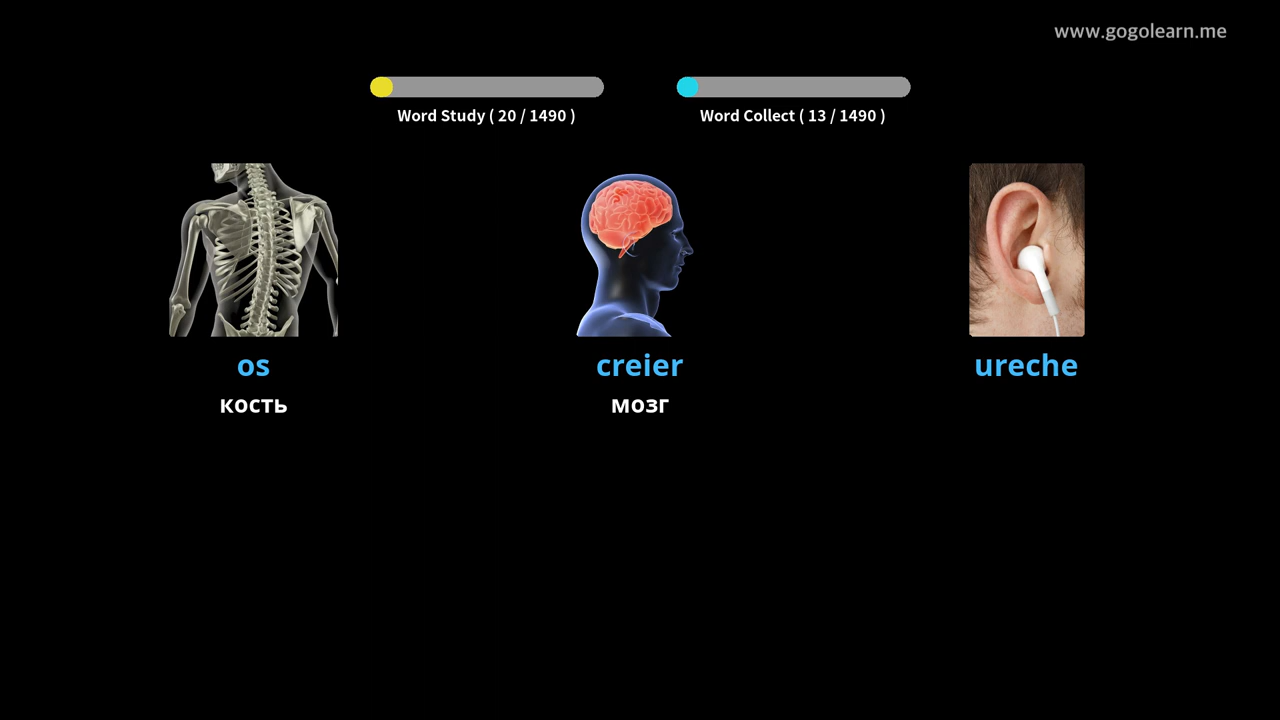 www.gogolearn.me
Word Study ( 20 / 1490 )
Word Collect ( 13 / 1490 )
os
creier
ureche
кость
мозг